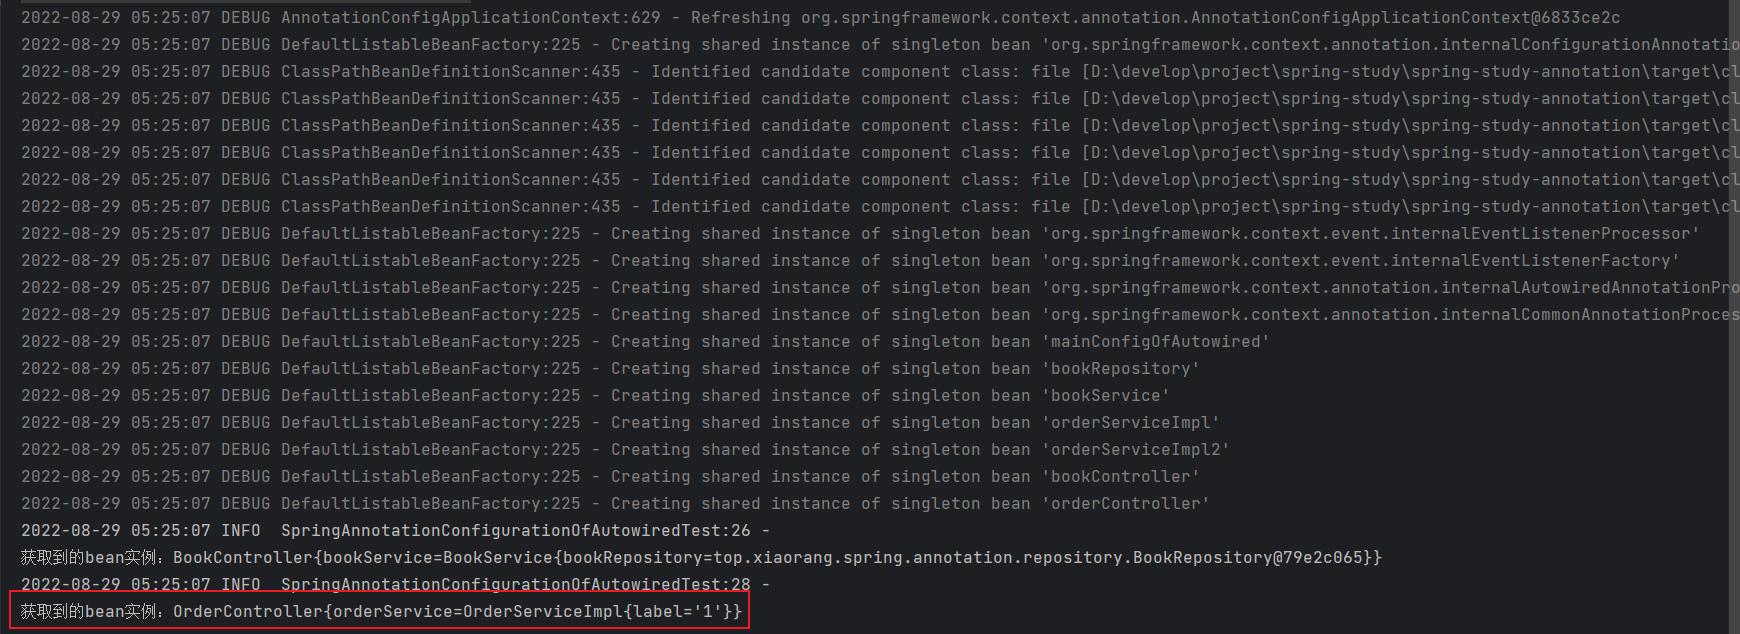 2022-08-29 05:25:07 DEBUG AnnotationConfigApplicationContext:629 - Refreshing org.springframework.context.annotation.AnnotationConfigApplicationContext@6833ce2c
2022-08-29 05:25:07 DEBUG DefaultListableBeanFactory:225 - Creating shared instance of singleton bean 'org.springframework.context.annotation.internalConfigurationAnnotatio
2022-08-29 05:25:07 DEBUG ClassPathBeanDefinitionScanner:435 - Identified candidate component class: file [D:\develop\project\spring-study\spring-study-annotation\target\cl
2022-08-29 05:25:07 DEBUG ClassPathBeanDefinitionScanner:435 - Identified candidate component class: file [D:\develop\project\spring-study\spring-study-annotation\target\cl
2022-08-29 05:25:07 DEBUG ClassPathBeanDefinitionScanner:435 - Identified candidate component class: file [D:\develop\project\spring-study\spring-study-annotation\target\cl
2022-08-29 05:25:07 DEBUG ClassPathBeanDefinitionScanner:435 - Identified candidate component class: file [D:\develop\project\spring-study\spring-study-annotation\target\cl
2022-08-29 05:25:07 DEBUG ClassPathBeanDefinitionScanner:435 - Identified candidate component class: file [D:\develop\project\spring-study\spring-study-annotation\target\cl
2022-08-29 05:25:07 DEBUG ClassPathBeanDefinitionScanner:435 - Identified candidate component class: file [D:\develop\project\spring-study\spring-study-annotation\target\cl
2022-08-29 05:25:07 DEBUG DefaultListableBeanFactory:225 - Creating shared instance of singleton bean 'org.springframework.context.event.internalEventListenerProcessor'
2022-08-29 05:25:07 DEBUG DefaultListableBeanFactory:225 - Creating shared instance of singleton bean 'org.springframework.context.event.internalEventListenerFactory'
2022-08-29 05:25:07 DEBUG DefaultListableBeanFactory:225 - Creating shared instance of singleton bean 'org.springframework.context.annotation.internalAutowiredAnnotationPro
2022-08-29 05:25:07 DEBUG DefaultListableBeanFactory:225 - Creating shared instance of singleton bean 'org.springframework.context.annotation.internalCommonAnnotationProces
2022-08-29 05:25:07 DEBUG DefaultListableBeanFactory:225 - Creating shared instance of singleton bean 'mainConfigOfAutowired'
2022-08-29 05:25:07 DEBUG DefaultListableBeanFactory:225 - Creating shared instance of singleton bean 'bookRepository'
2022-08-29 05:25:07 DEBUG DefaultListableBeanFactory:225 - Creating shared instance of singleton bean 'bookService'
2022-08-29 05:25:07 DEBUG DefaultListableBeanFactory:225 - Creating shared instance of singleton bean 'orderServiceImpl'
2022-08-29 05:25:07 DEBUG DefaultListableBeanFactory:225 - Creating shared instance of singleton bean 'orderServiceImpl2'
2022-08-29 05:25:07 DEBUG DefaultListableBeanFactory:225 - Creating shared instance of singleton bean 'bookController'
2022-08-29 05:25:07 DEBUG DefaultListableBeanFactory:225 - Creating shared instance of singleton bean 'orderController'
2022-08-29 05:25:07 INFO  SpringAnnotationConfigurationOfAutowiredTest:26 -
获取到的bean实例：BookController{bookService=BookService{bookRepository=top.xiaorang.spring.annotation.repository.BookRepository@79e2c065}}
2022-08-29 05:25:07 INFO  SpringAnnotationConfigurationOfAutowiredTest:28 -
获取到的bean实例：OrderController{orderService=OrderServiceImpl{label='1'}}